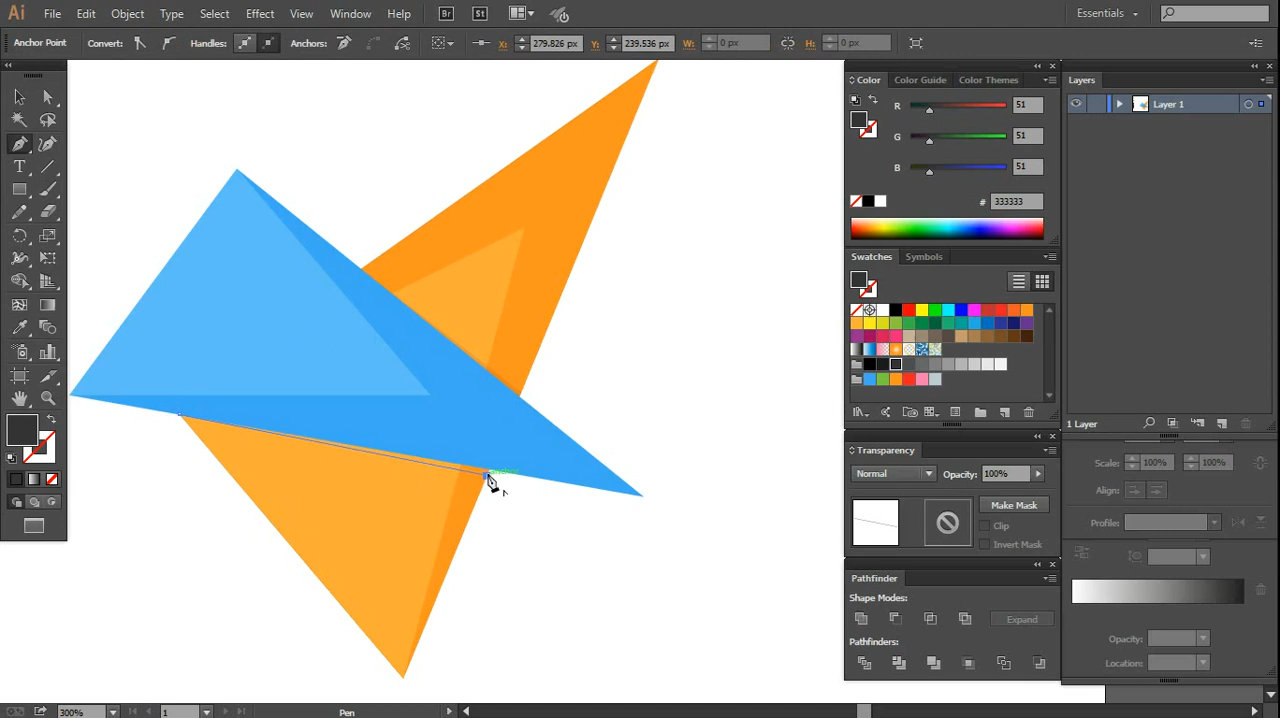 Ai File Edit Object Type Select Effect View Window Help Br St Essentials
Anchor Point Convert: Handles: Anchors: X: 279.826 px Y: 239.536 px W: 0 px H: 0 px
Color Color Guide Color Themes
R 51
G 51
B 51
# 333333
Swatches Symbols
Transparency
Normal Opacity: 100%
Make Mask
Clip
Invert Mask
Pathfinder
Shape Modes:
Expand
Pathfinders:
Layers
Layer 1
1 Layer
Scale: 100% 100%
Align:
Profile:
Opacity:
Location:
300% 1 Pen